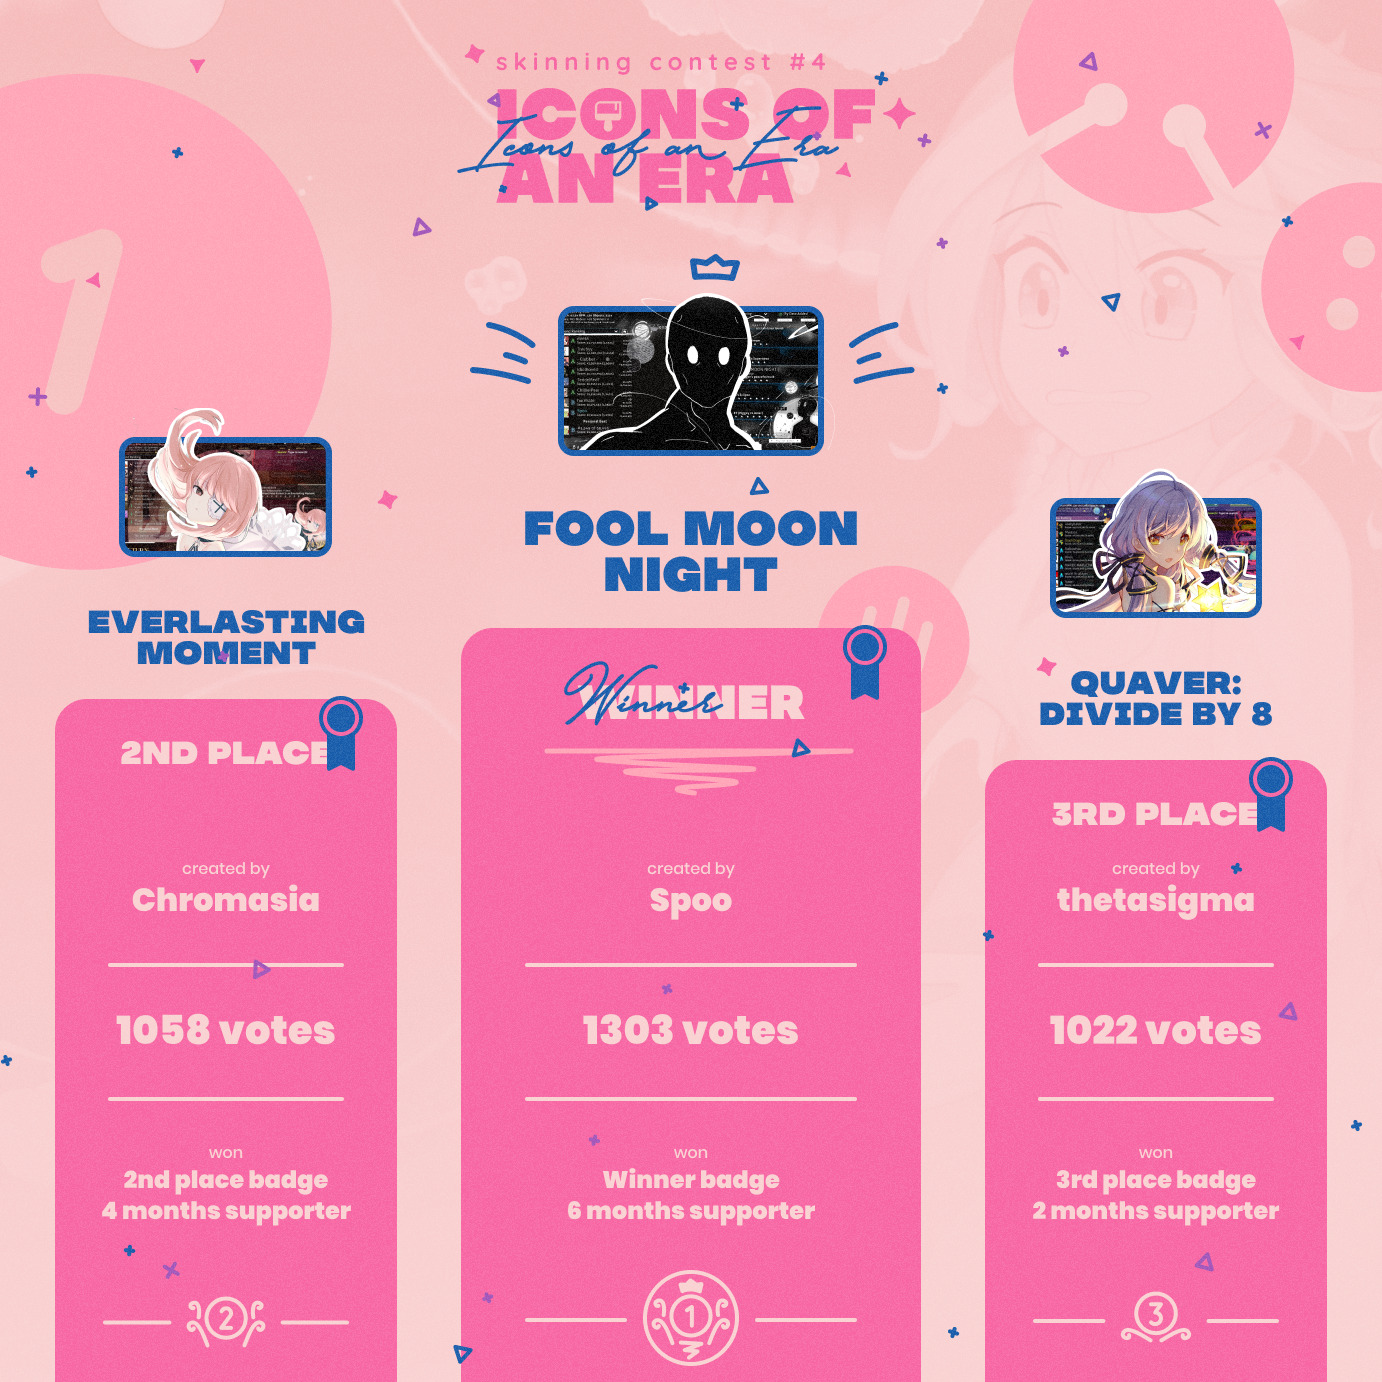 skinning contest #4
ICONS OF
AN ERA
Icons of an Era
FOOL MOON
NIGHT
WINNER
Winner
created by
Spoo
1303 votes
won
Winner badge
6 months supporter
1
EVERLASTING
MOMENT
2ND PLACE
created by
Chromasia
1058 votes
won
2nd place badge
4 months supporter
2
QUAVER:
DIVIDE BY 8
3RD PLACE
created by
thetasigma
1022 votes
won
3rd place badge
2 months supporter
3
1